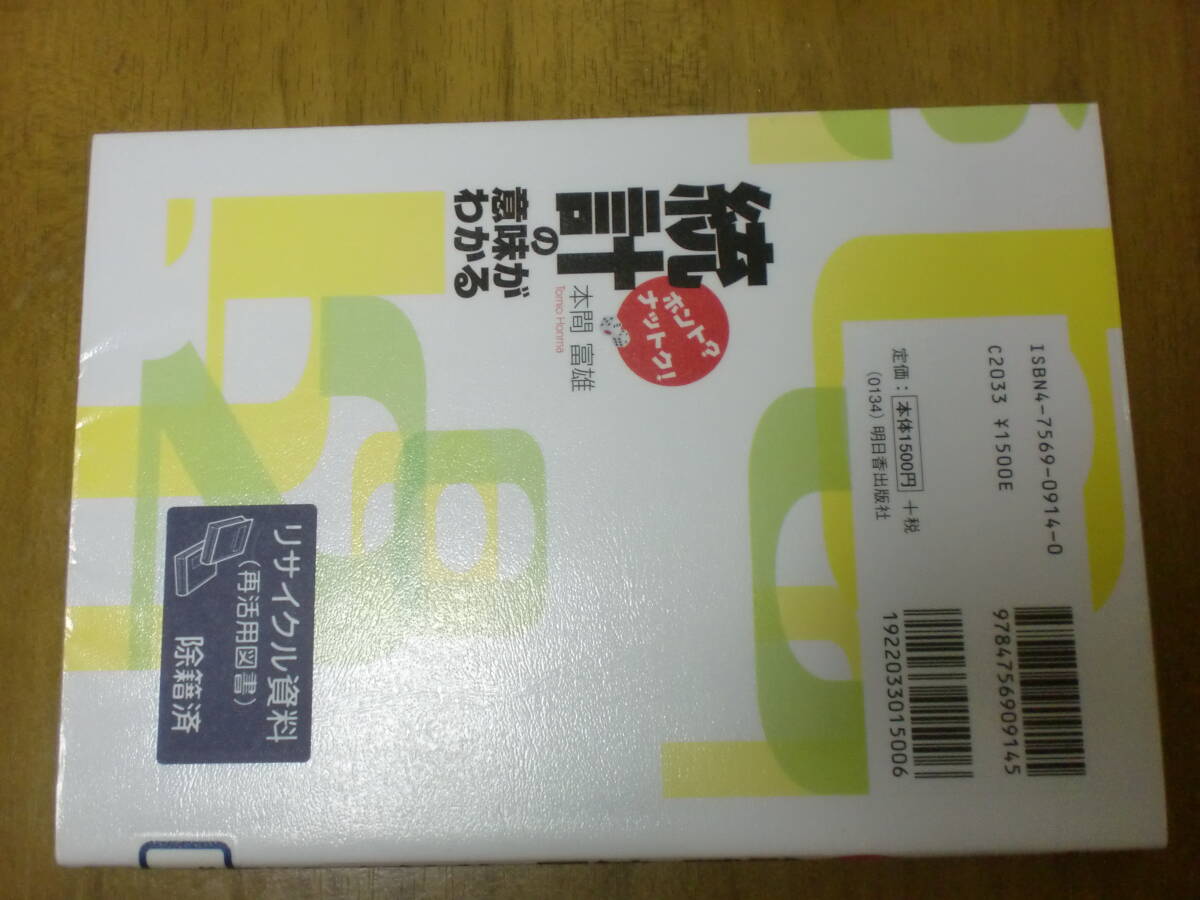 ホント?
ナットク!
統計
の
意味が
わかる
本間 富雄
Tomio Honma
ISBN4-7569-0914-0
C2033 ¥1500E
定価:本体1500円+税
(0134) 明日香出版社
9784756909145
1922033015006
リサイクル資料
(再活用図書)
除籍済